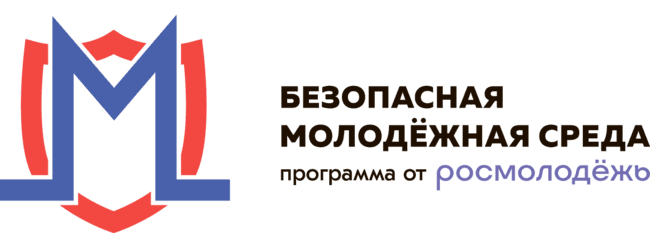 М
БЕЗОПАСНАЯ
МОЛОДЁЖНАЯ СРЕДА
программа от росмолодёжь